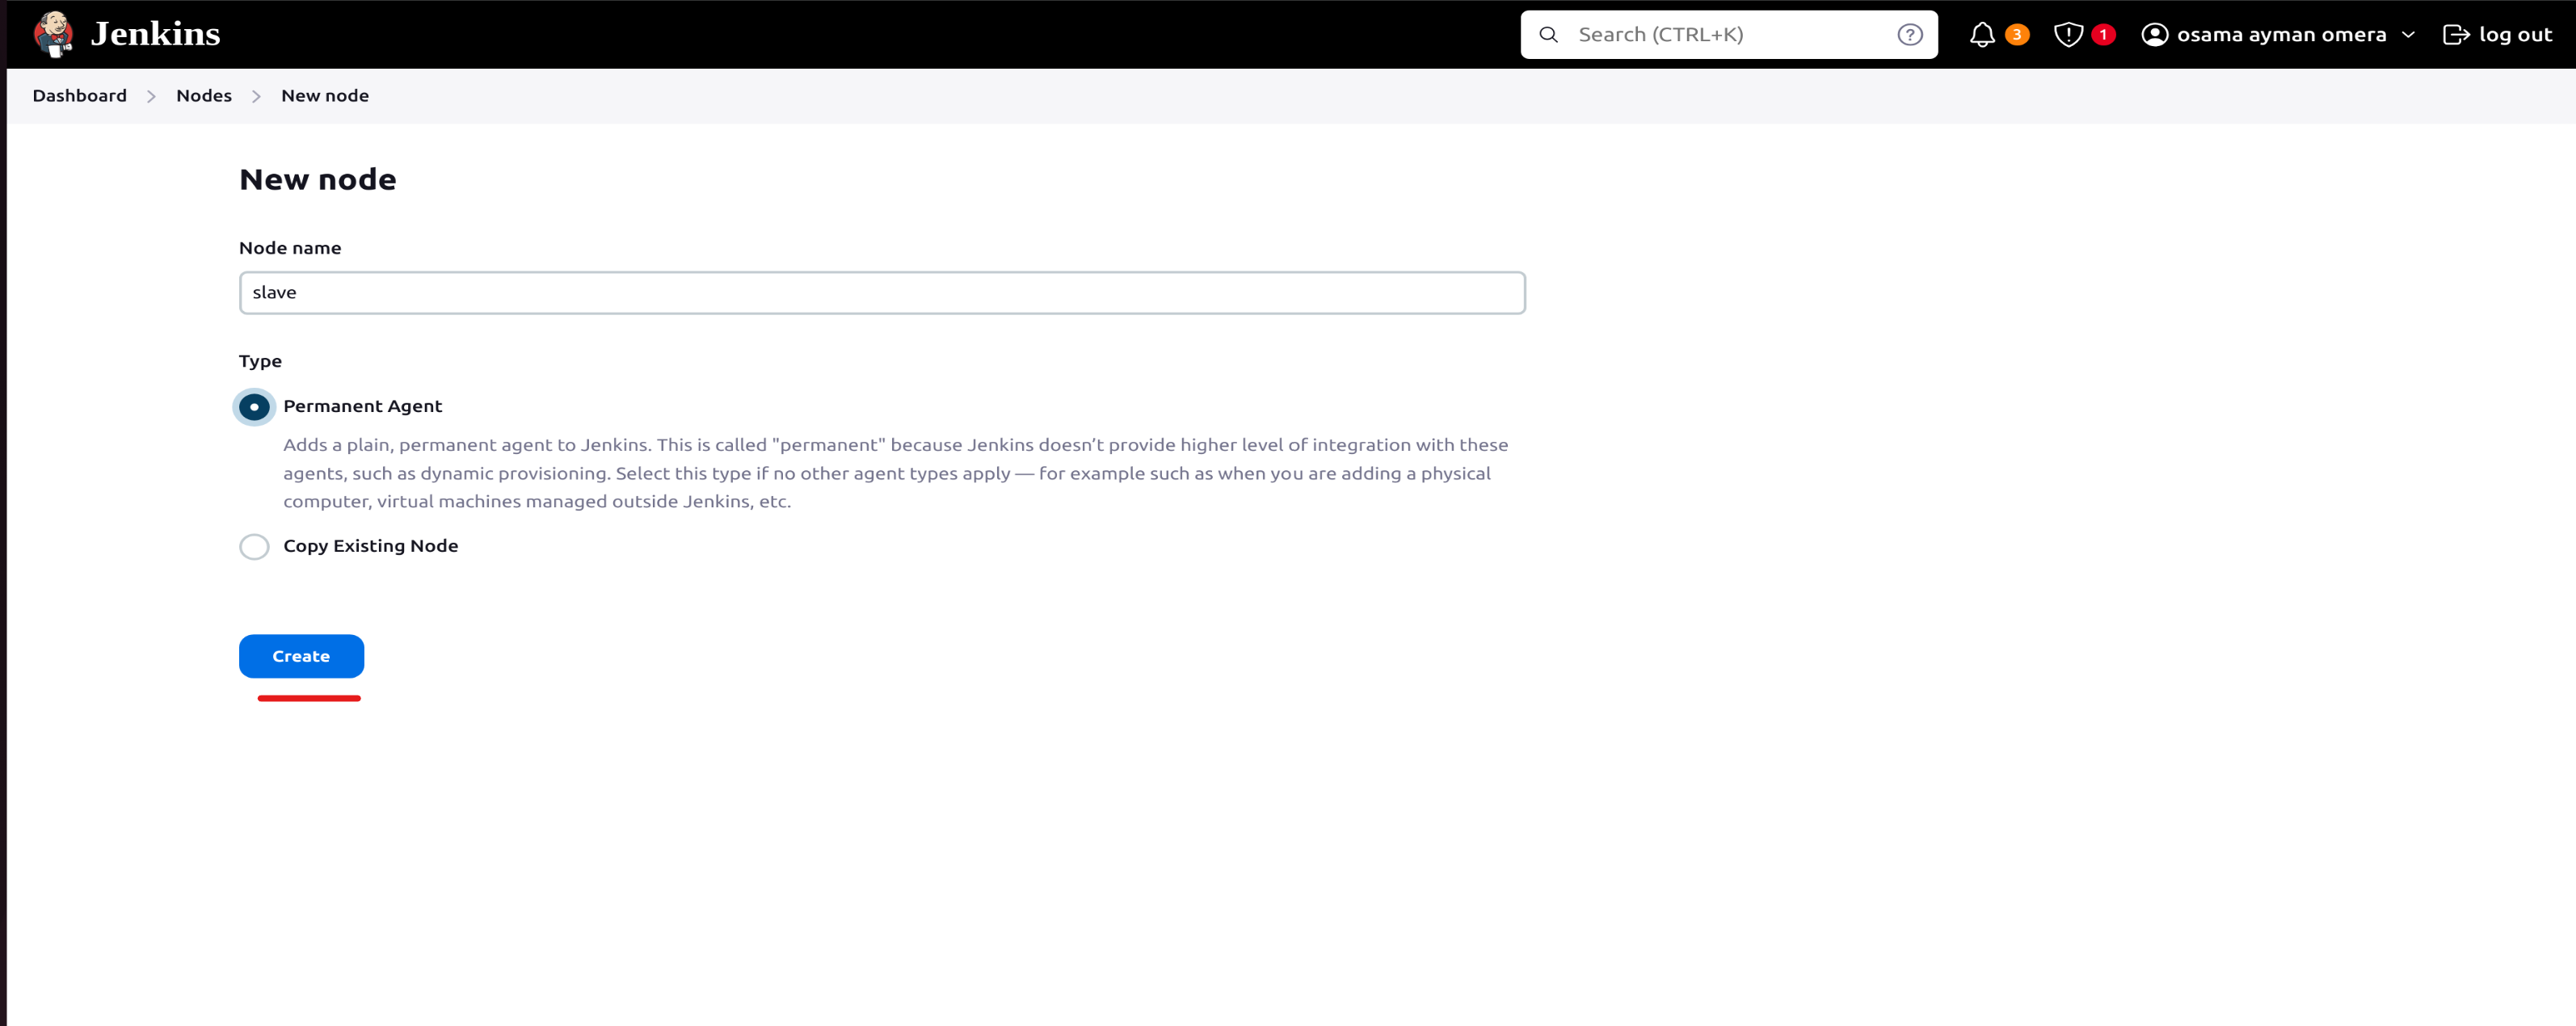 Jenkins
Search (CTRL+K)
?
3
1
osama ayman omera
log out
Dashboard > Nodes > New node
New node
Node name
slave
Type
Permanent Agent
Adds a plain, permanent agent to Jenkins. This is called "permanent" because Jenkins doesn’t provide higher level of integration with these
agents, such as dynamic provisioning. Select this type if no other agent types apply — for example such as when you are adding a physical
computer, virtual machines managed outside Jenkins, etc.
Copy Existing Node
Create